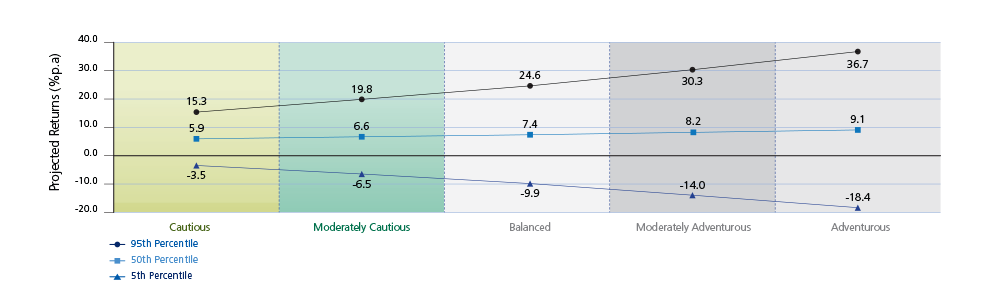 Projected Returns (%p.a)
40.0
30.0
20.0
10.0
0.0
-10.0
-20.0
15.3
19.8
24.6
30.3
36.7
5.9
6.6
7.4
8.2
9.1
-3.5
-6.5
-9.9
-14.0
-18.4
Cautious
Moderately Cautious
Balanced
Moderately Adventurous
Adventurous
95th Percentile
50th Percentile
5th Percentile